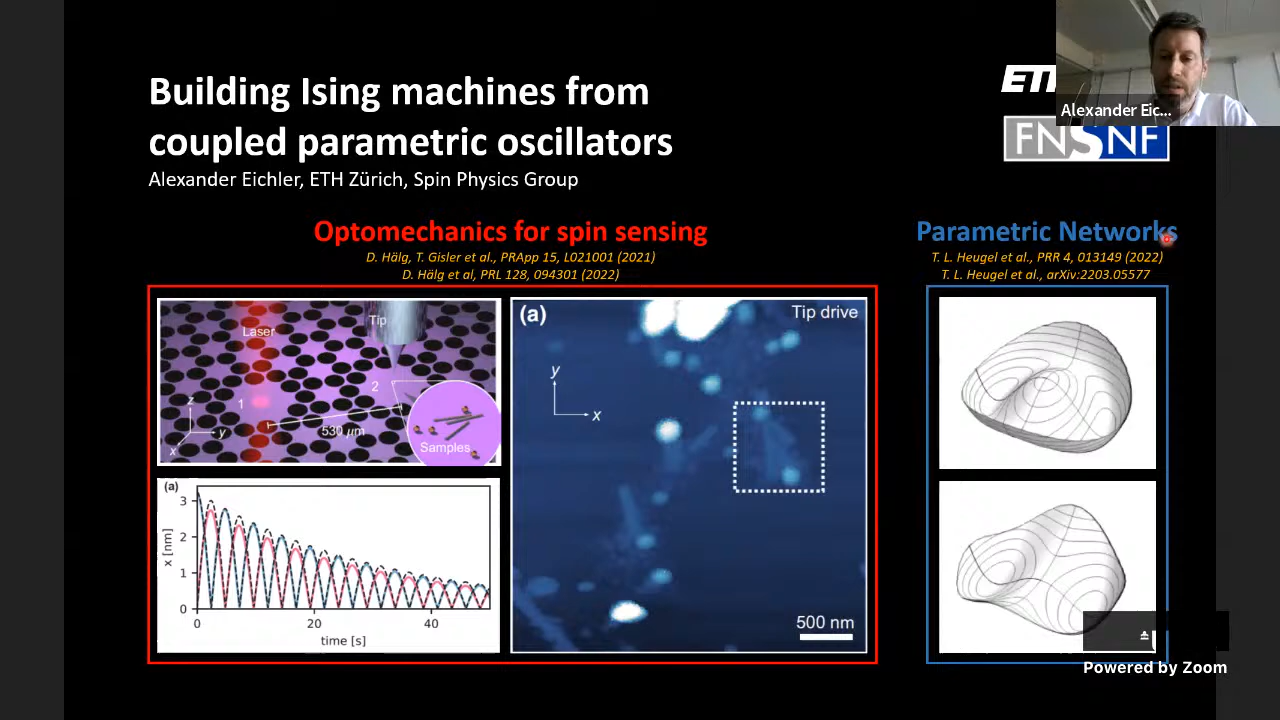 Building Ising machines from
coupled parametric oscillators
Alexander Eichler, ETH Zürich, Spin Physics Group
Alexander Eic...
FNSNF
Optomechanics for spin sensing
D. Hälg, T. Gisler et al., PRApp 15, L021001 (2021)
D. Hälg et al, PRL 128, 094301 (2022)
Parametric Networks
T. L. Heugel et al., PRR 4, 013149 (2022)
T. L. Heugel et al., arXiv:2203.05577
Laser
Tip
1
2
z
y
x
530 µm
Samples
(a)
Tip drive
y
x
500 nm
(a)
3
2
1
0
x [nm]
0 20 40
time [s]
Powered by Zoom